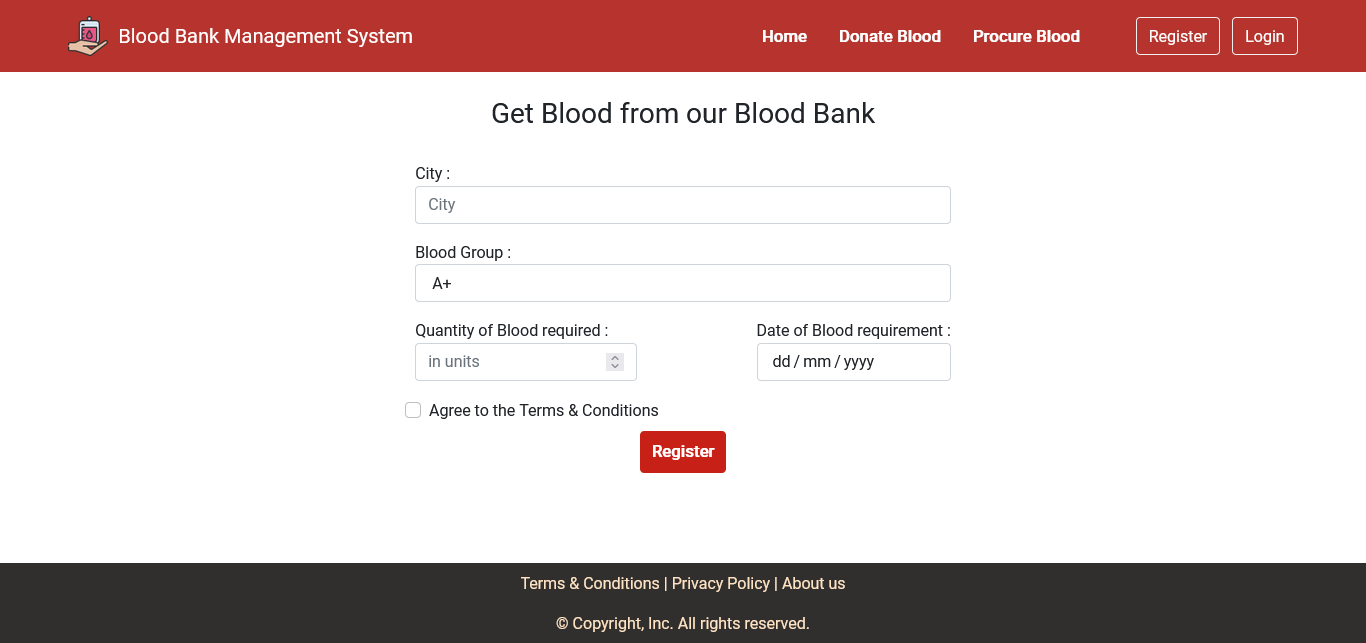 Blood Bank Management System Home Donate Blood Procure Blood Register Login
Get Blood from our Blood Bank
City :
City
Blood Group :
A+
Quantity of Blood required : Date of Blood requirement :
in units dd / mm / yyyy
Agree to the Terms & Conditions
Register
Terms & Conditions | Privacy Policy | About us
© Copyright, Inc. All rights reserved.